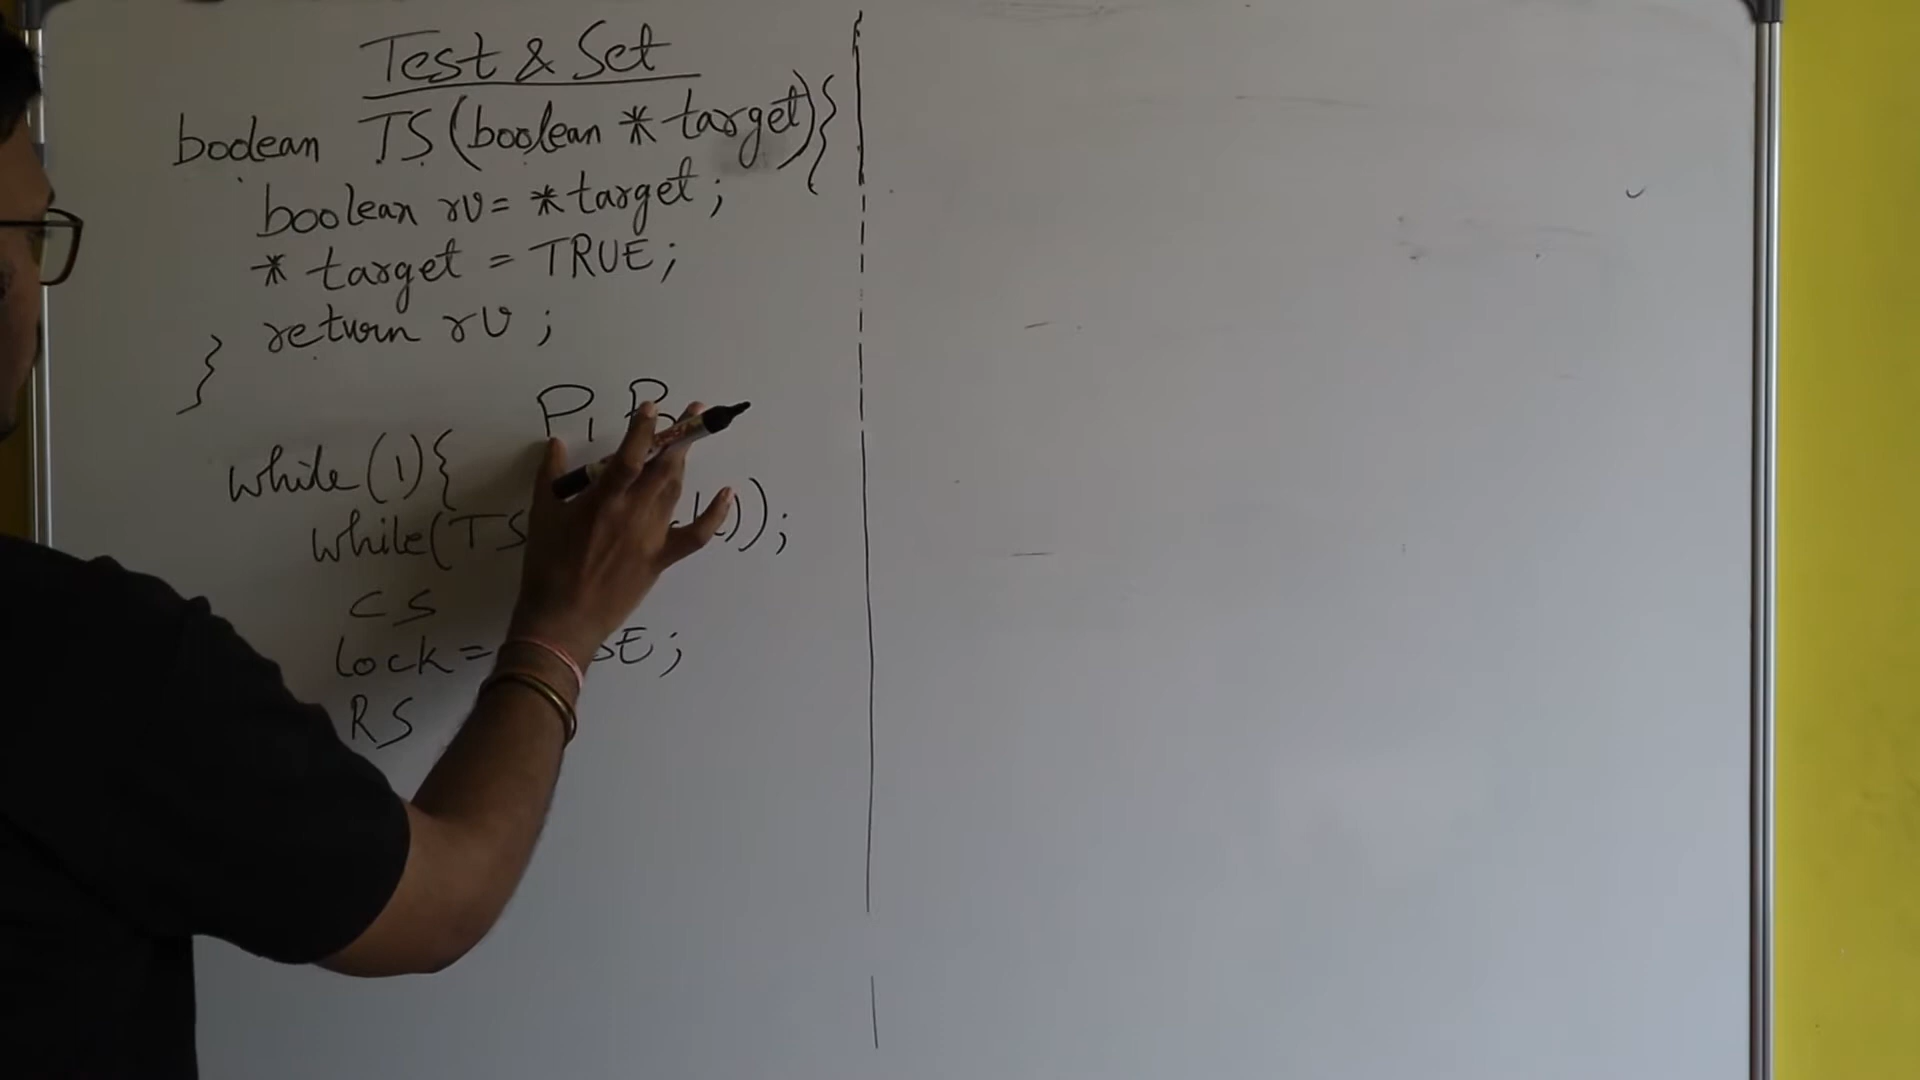 Test & Set
boolean TS(boolean * target){
boolean rv = *target;
* target = TRUE;
return rv ;
}
P1
while(1){
while(TS ));
CS
lock =
RS